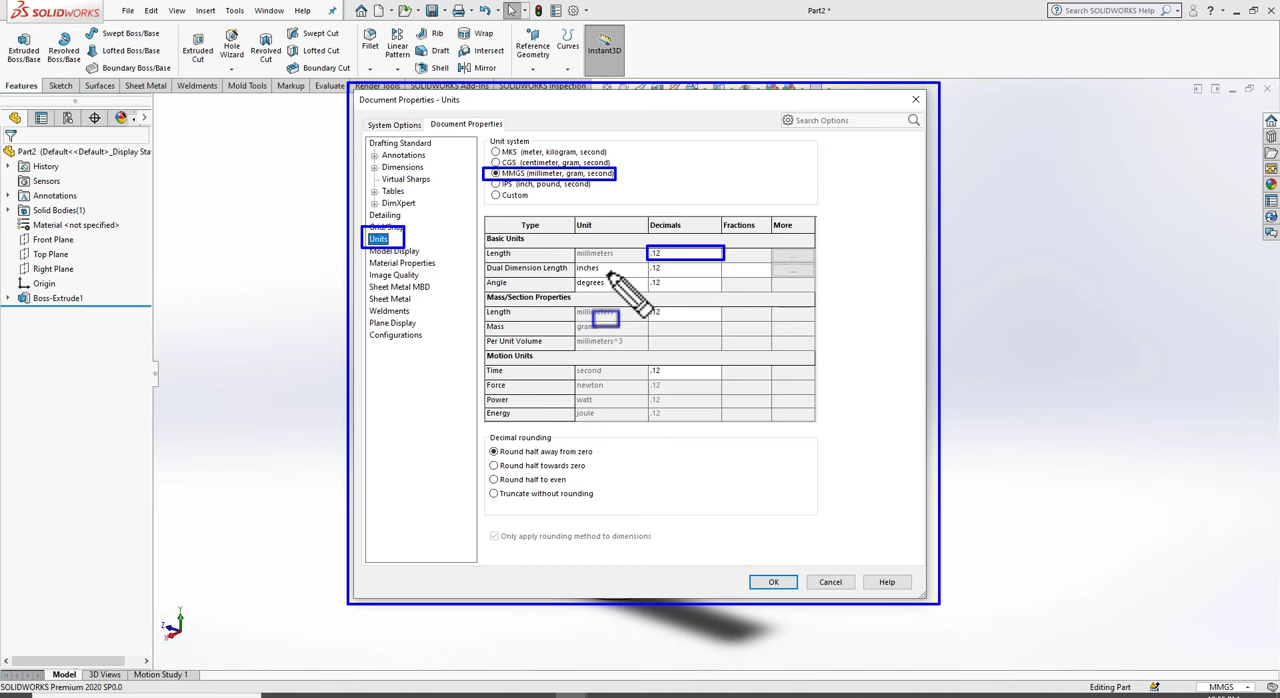 SOLIDWORKS File Edit View Insert Tools Window Help Part2 * Search SOLIDWORKS Help
Extruded Boss/Base
Revolved Boss/Base
Swept Boss/Base
Lofted Boss/Base
Boundary Boss/Base
Extruded Cut
Hole Wizard
Revolved Cut
Swept Cut
Lofted Cut
Boundary Cut
Fillet
Linear Pattern
Rib
Draft
Shell
Wrap
Intersect
Mirror
Reference Geometry
Curves
Instant3D
Features Sketch Surfaces Sheet Metal Weldments Mold Tools Markup Evaluate Render Tools SOLIDWORKS Add-Ins SOLIDWORKS Inspection
Part2 (Default<<Default>_Display Sta
History
Sensors
Annotations
Solid Bodies(1)
Material <not specified>
Front Plane
Top Plane
Right Plane
Origin
Boss-Extrude1
Document Properties - Units
System Options Document Properties Search Options
Drafting Standard
Annotations
Dimensions
Virtual Sharps
Tables
DimXpert
Detailing
Grid/Snap
Units
Model Display
Material Properties
Image Quality
Sheet Metal MBD
Sheet Metal
Weldments
Plane Display
Configurations
Unit system
MKS (meter, kilogram, second)
CGS (centimeter, gram, second)
MMGS (millimeter, gram, second)
IPS (inch, pound, second)
Custom
Type Unit Decimals Fractions More
Basic Units
Length millimeters .12 ...
Dual Dimension Length inches .12 ...
Angle degrees .12
Mass/Section Properties
Length millimeters .12
Mass grams
Per Unit Volume millimeters^3
Motion Units
Time second .12
Force newton .12
Power watt .12
Energy joule .12
Decimal rounding
Round half away from zero
Round half towards zero
Round half to even
Truncate without rounding
Only apply rounding method to dimensions
OK Cancel Help
Y
Z
X
Model 3D Views Motion Study 1
SOLIDWORKS Premium 2020 SP0.0 Editing Part MMGS